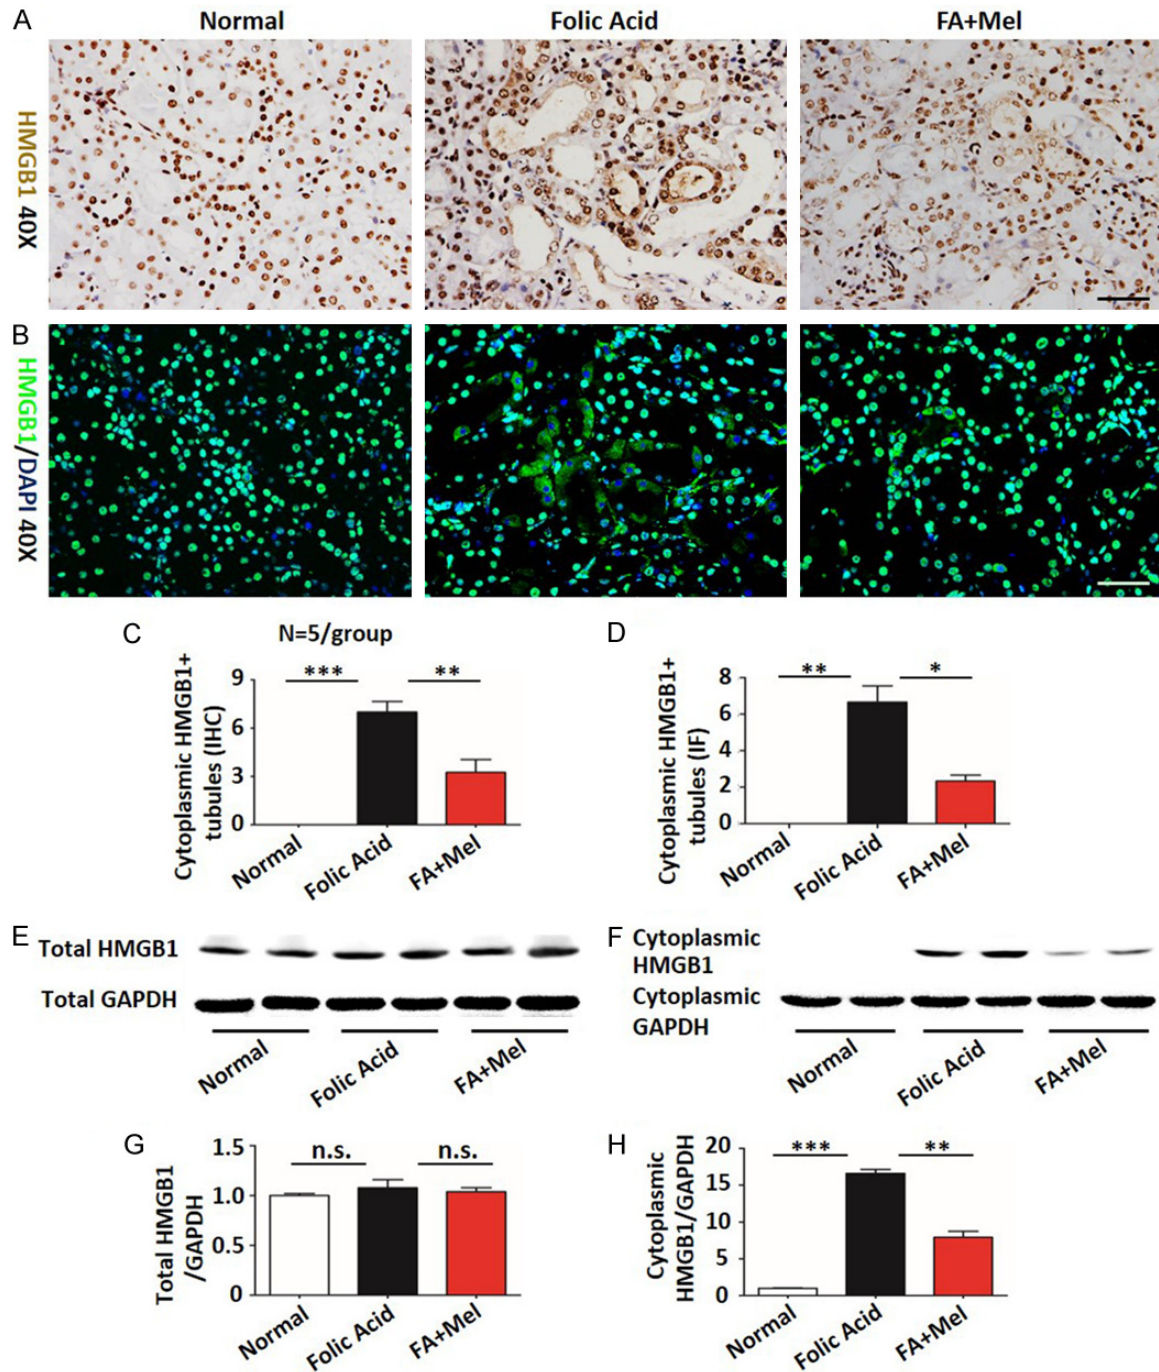 A
Normal
Folic Acid
FA+Mel
HMGB1 40X
B
HMGB1/DAPI 40X
C
N=5/group
Cytoplasmic HMGB1+
tubules (IHC)
9
6
3
0
***
**
Normal
Folic Acid
FA+Mel
D
Cytoplasmic HMGB1+
tubules (IF)
8
6
4
2
0
**
*
Normal
Folic Acid
FA+Mel
E
Total HMGB1
Total GAPDH
Normal
Folic Acid
FA+Mel
F
Cytoplasmic
HMGB1
Cytoplasmic
GAPDH
Normal
Folic Acid
FA+Mel
G
Total HMGB1
/GAPDH
1.5
1.0
0.5
0
n.s.
n.s.
Normal
Folic Acid
FA+Mel
H
Cytoplasmic
HMGB1/GAPDH
20
15
10
5
0
***
**
Normal
Folic Acid
FA+Mel